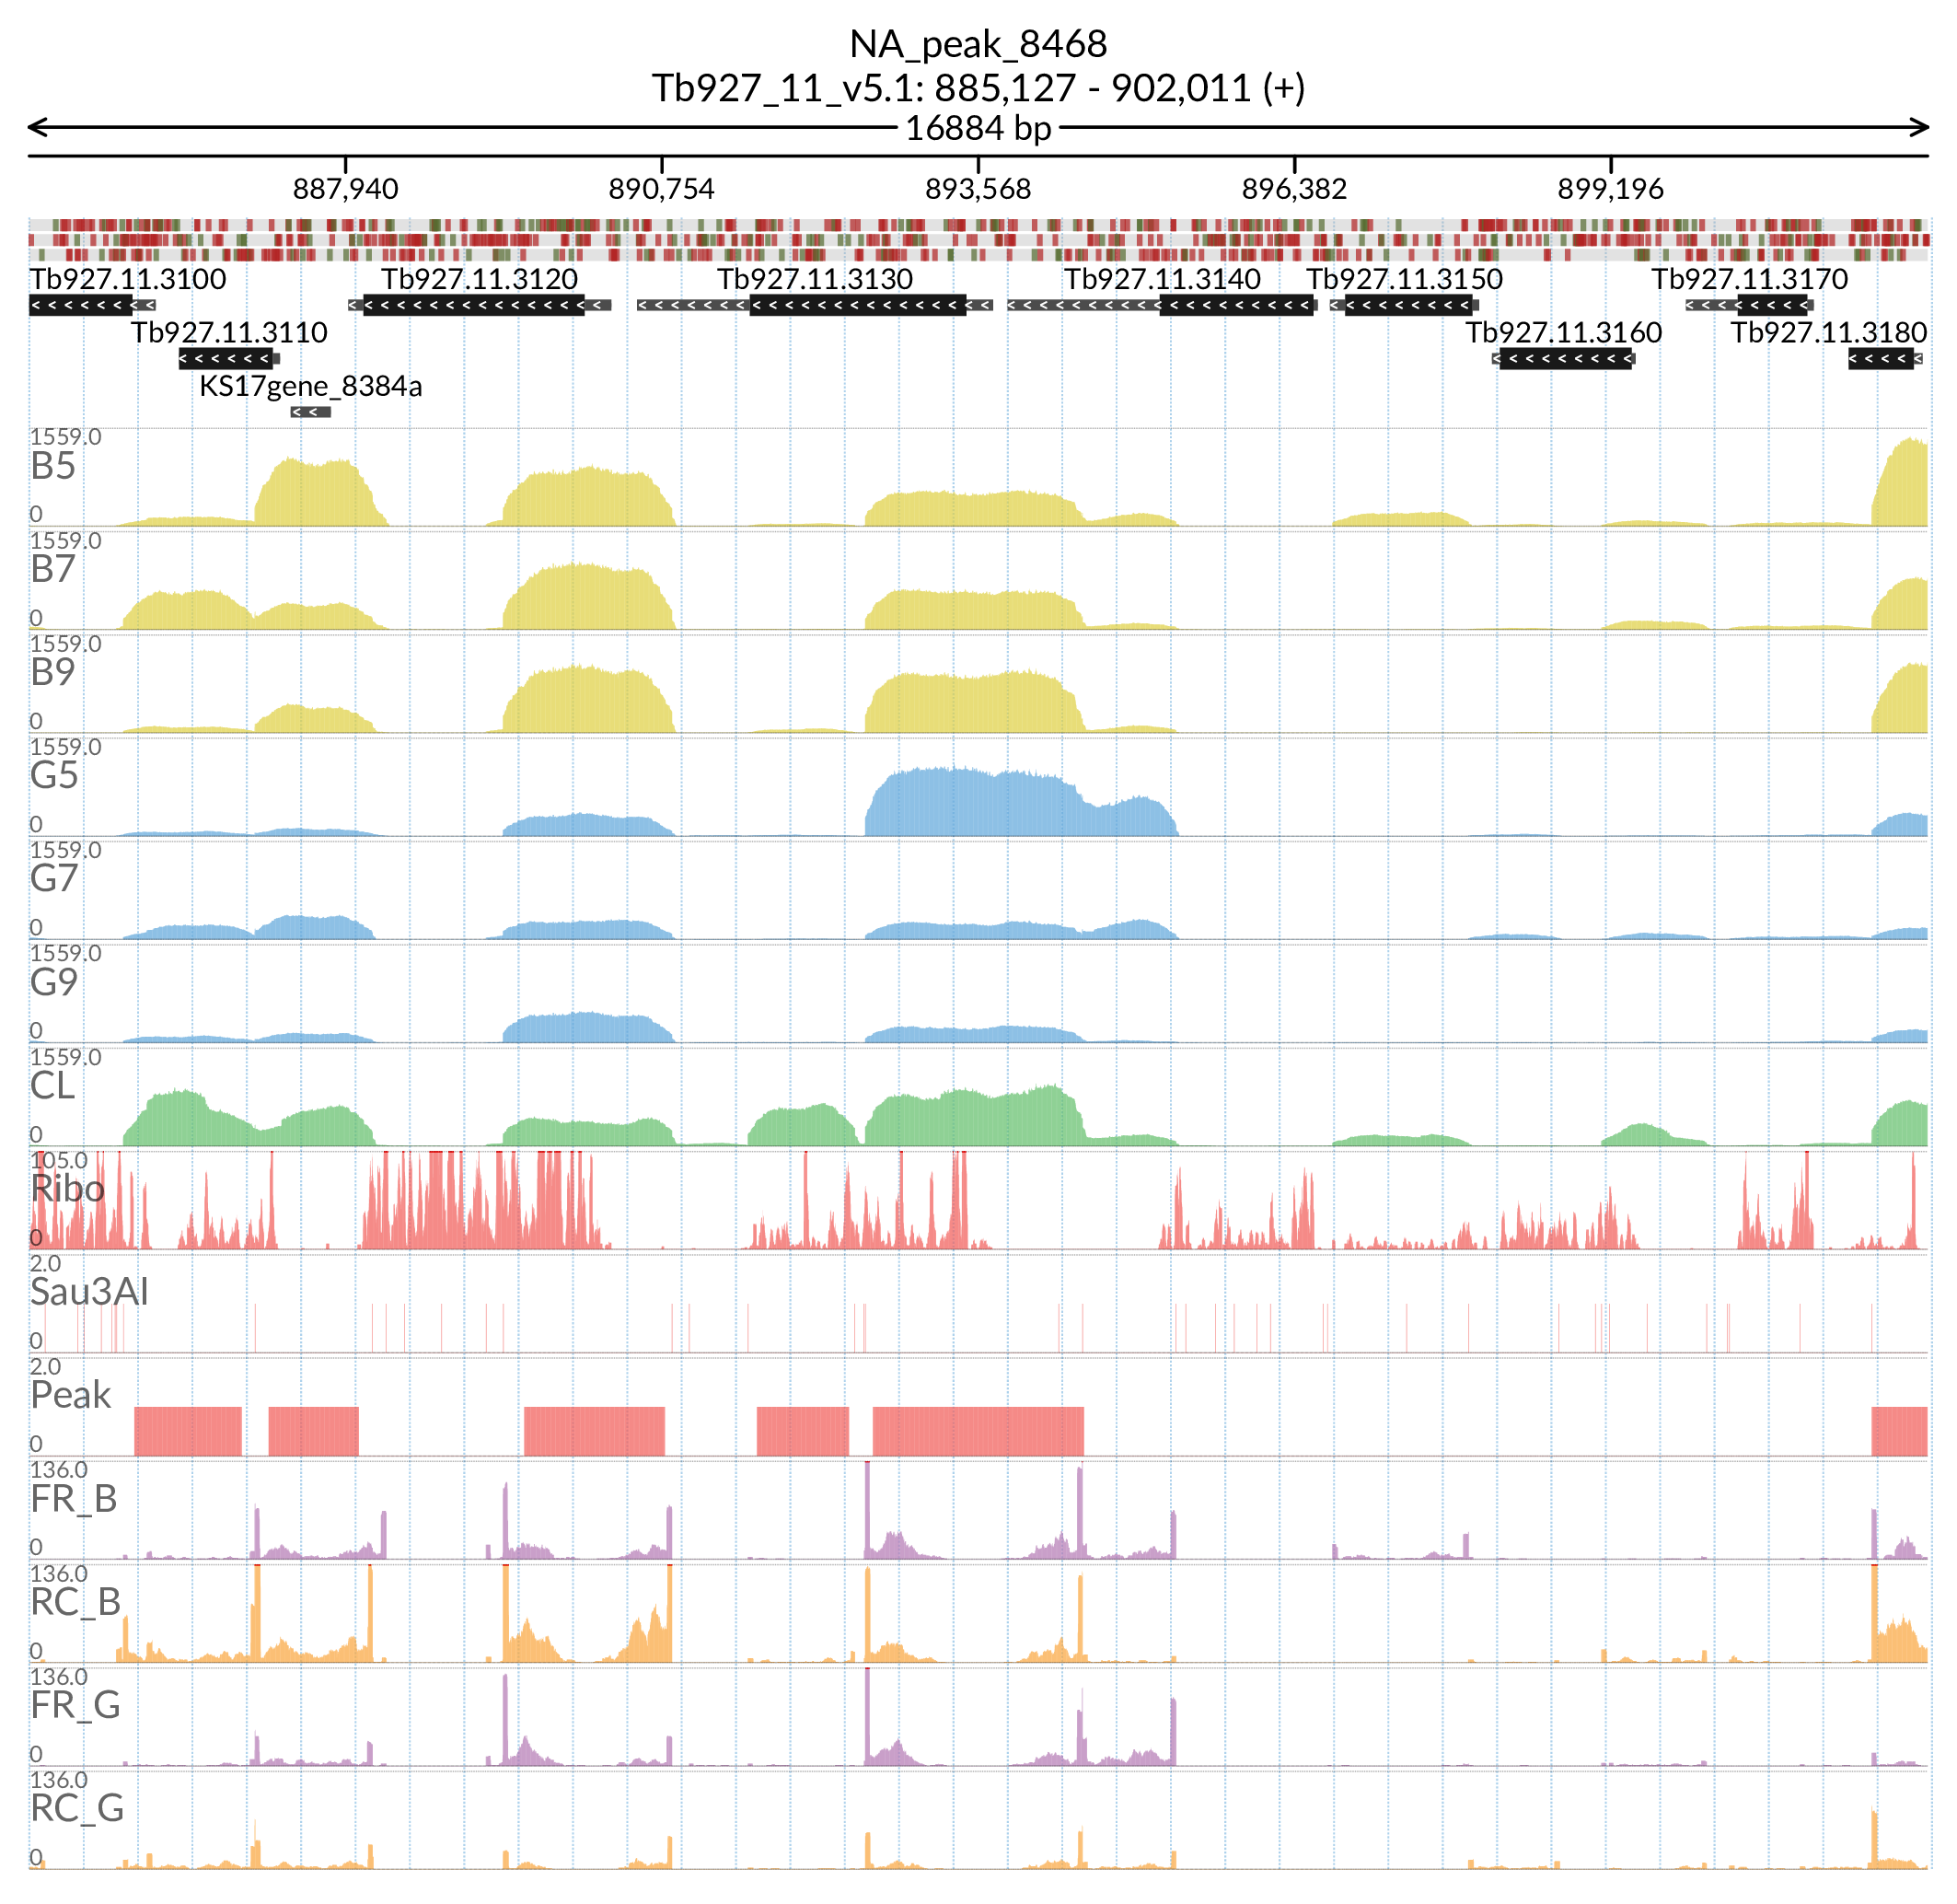 NA_peak_8468
Tb927_11_v5.1: 885,127 - 902,011 (+)
16884 bp
887,940 890,754 893,568 896,382 899,196
Tb927.11.3100 Tb927.11.3120 Tb927.11.3130 Tb927.11.3140 Tb927.11.3150 Tb927.11.3170
Tb927.11.3110 Tb927.11.3160 Tb927.11.3180
KS17gene_8384a
1559.0
B5
0
1559.0
B7
0
1559.0
B9
0
1559.0
G5
0
1559.0
G7
0
1559.0
G9
0
1559.0
CL
0
105.0
Ribo
0
2.0
Sau3AI
0
2.0
Peak
0
136.0
FR_B
0
136.0
RC_B
0
136.0
FR_G
0
136.0
RC_G
0